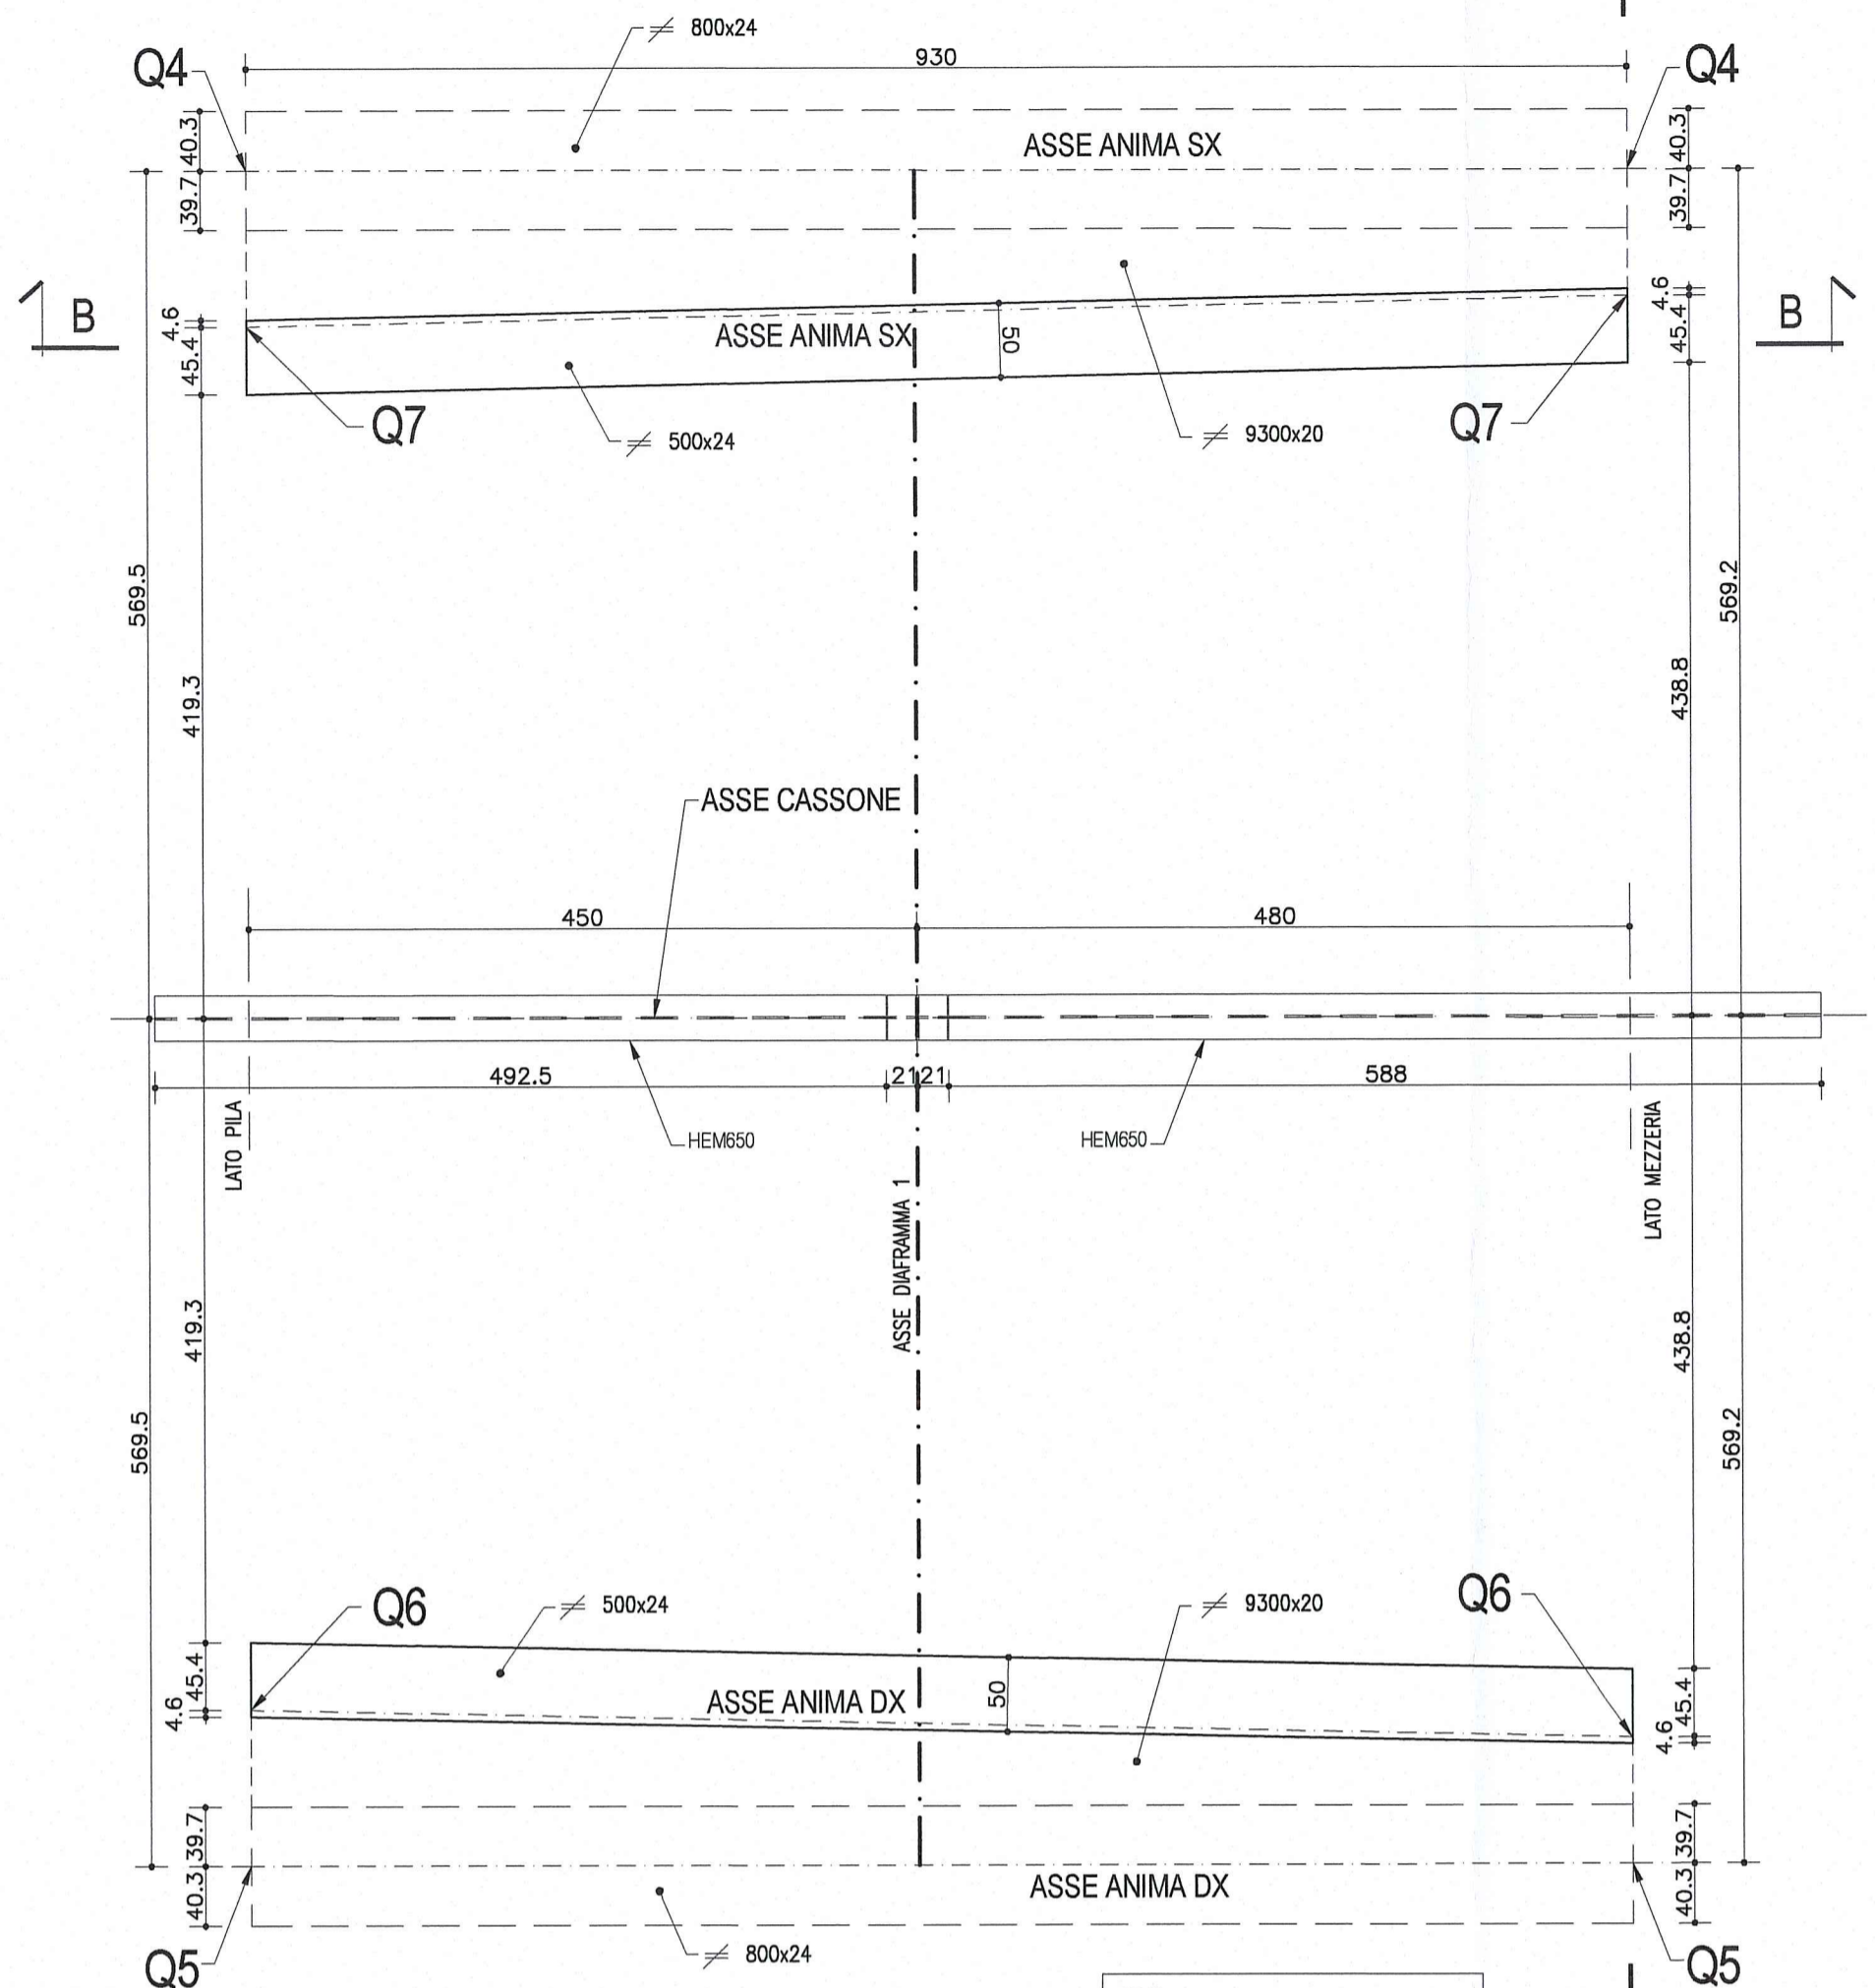 800x24
930
Q4
Q4
40.3
39.7
ASSE ANIMA SX
40.3
39.7
B
4.6
45.4
ASSE ANIMA SX
50
4.6
45.4
B
Q7
500x24
9300x20
Q7
569.5
419.3
569.2
438.8
ASSE CASSONE
450
480
492.5
21
21
588
LATO PILA
HEM650
HEM650
LATO MEZZERIA
ASSE DIAFRAMMA 1
419.3
569.5
438.8
569.2
Q6
500x24
9300x20
Q6
45.4
4.6
ASSE ANIMA DX
50
45.4
4.6
39.7
40.3
ASSE ANIMA DX
39.7
40.3
Q5
800x24
Q5